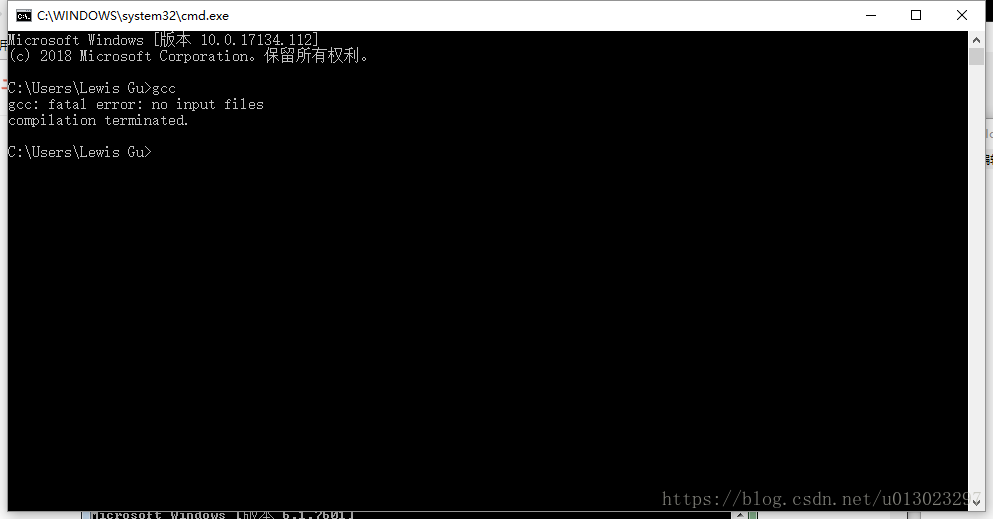 C:\WINDOWS\system32\cmd.exe
Microsoft Windows [版本 10.0.17134.112]
(c) 2018 Microsoft Corporation。保留所有权利。
C:\Users\Lewis Gu>gcc
gcc: fatal error: no input files
compilation terminated.
C:\Users\Lewis Gu>
https://blog.csdn.net/u013023297
Microsoft Windows [版本 6.1.7601]